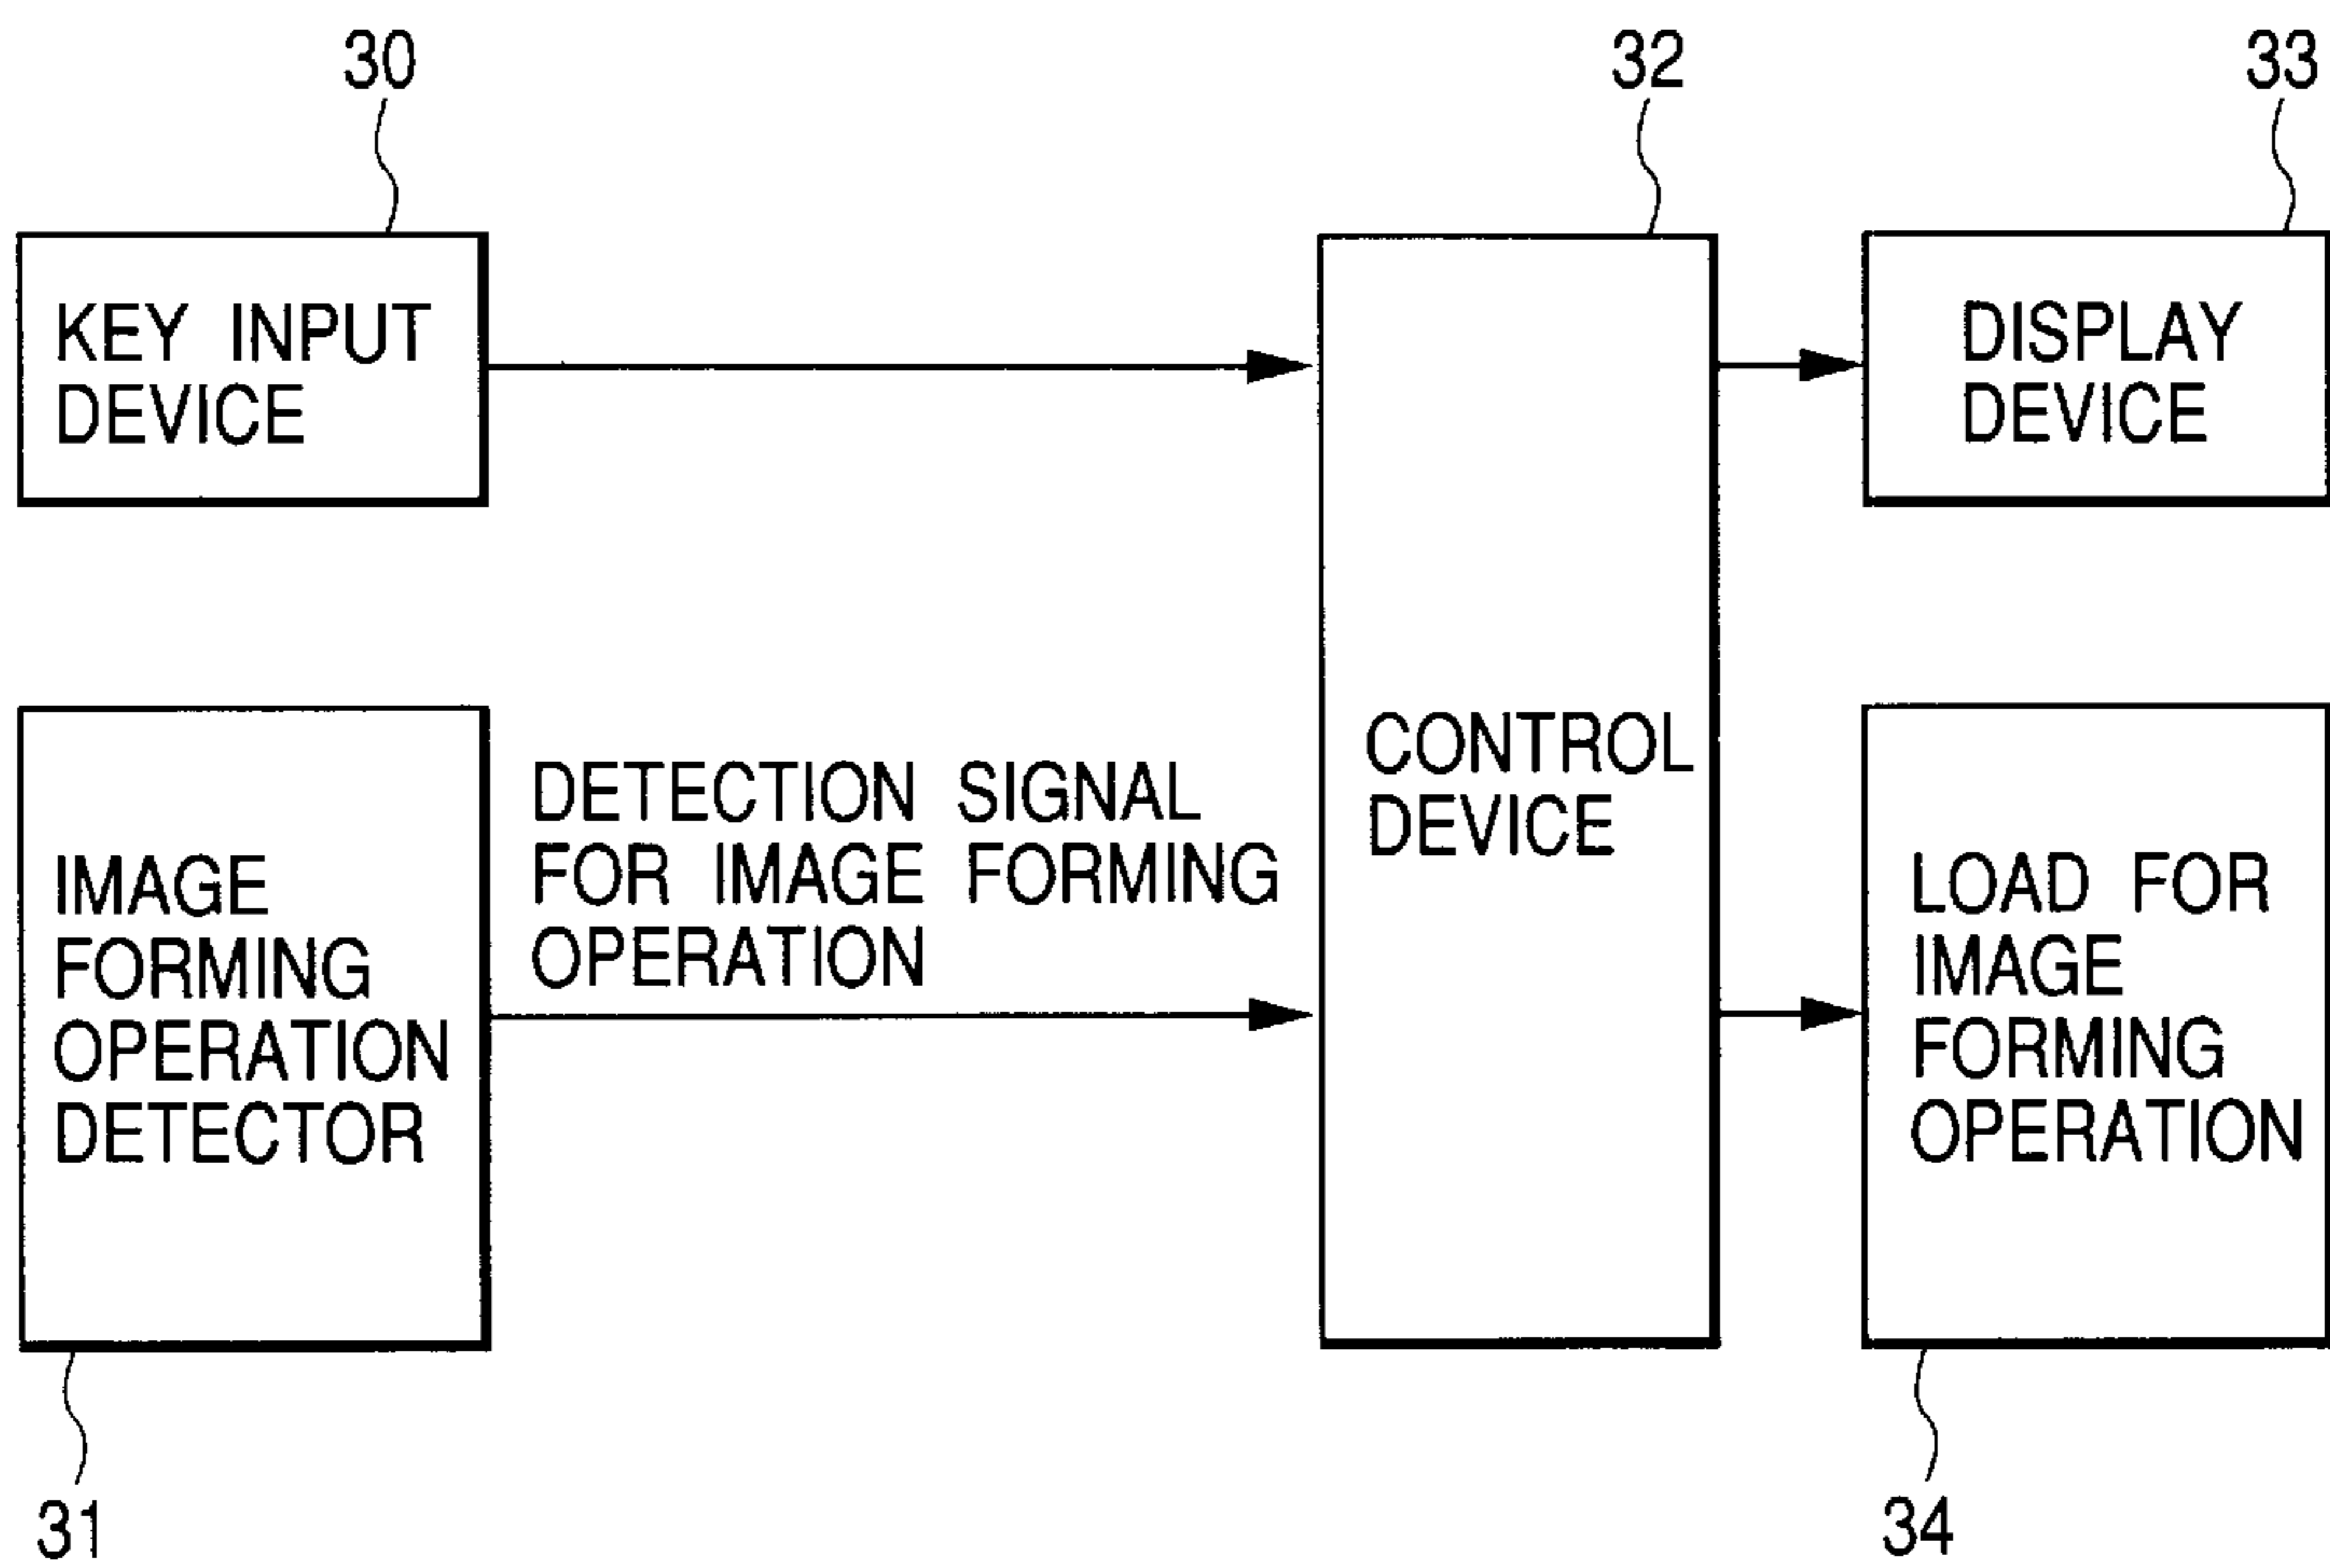 30
32
33
KEY INPUT
DEVICE
DISPLAY
DEVICE
IMAGE
FORMING
OPERATION
DETECTOR
DETECTION SIGNAL
FOR IMAGE FORMING
OPERATION
CONTROL
DEVICE
LOAD FOR
IMAGE
FORMING
OPERATION
31
34